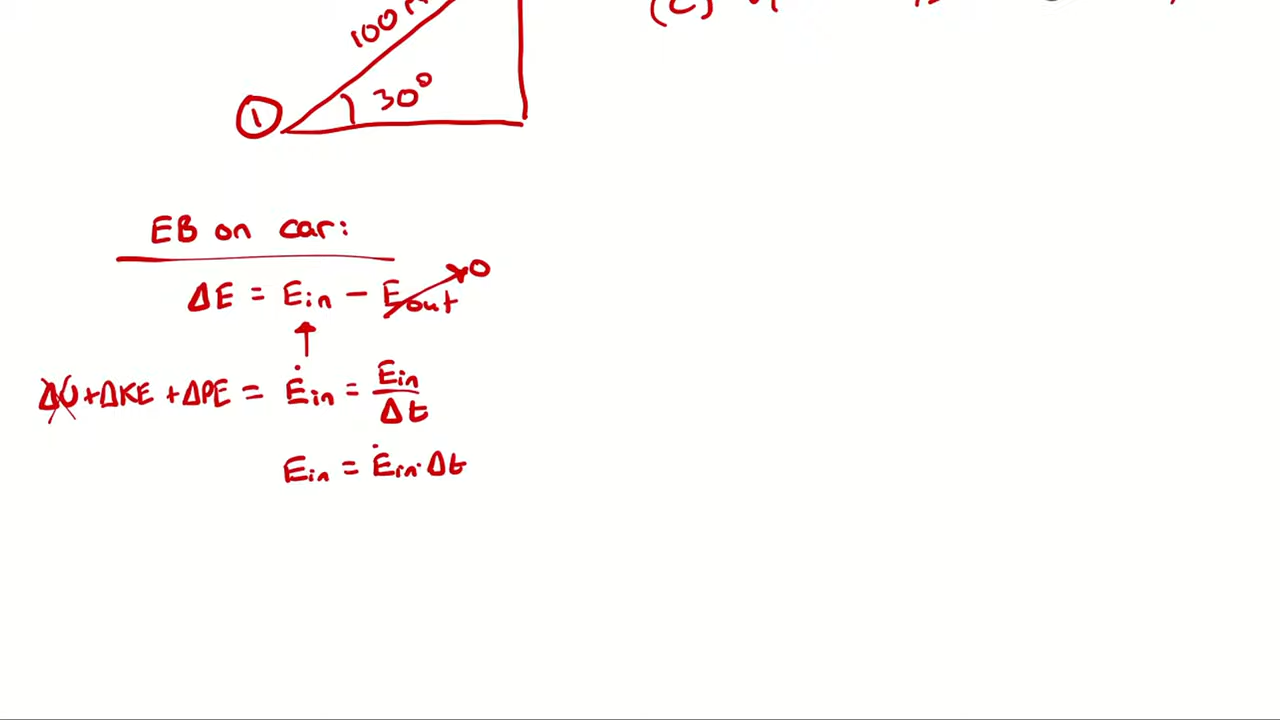 100
30°
①
EB on car:
ΔE = Ein − Eout → 0
ΔU + ΔKE + ΔPE = Ėin = Ein / Δt
Ein = Ėin · Δt